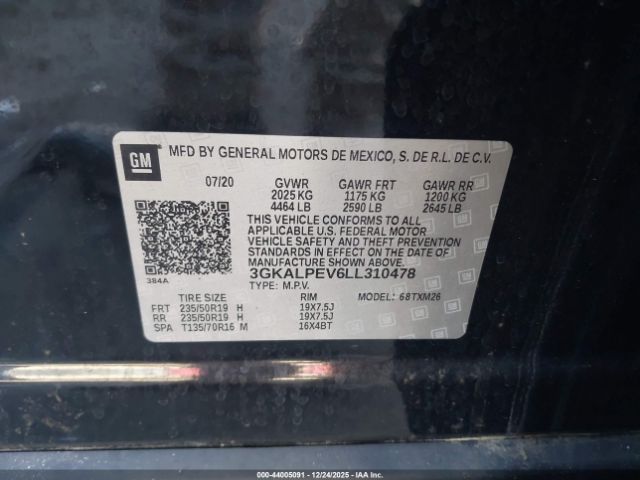 GM
MFD BY GENERAL MOTORS DE MEXICO, S. DE R.L. DE C.V.
07/20 GVWR GAWR FRT GAWR RR
2025 KG 1175 KG 1200 KG
4464 LB 2590 LB 2645 LB
THIS VEHICLE CONFORMS TO ALL
APPLICABLE U.S. FEDERAL MOTOR
VEHICLE SAFETY AND THEFT PREVENTION
STANDARDS IN EFFECT ON THE DATE OF
MANUFACTURE SHOWN ABOVE.
384A
3GKALPEV6LL310478
TYPE: M.P.V. MODEL: 68TXM26
TIRE SIZE RIM
FRT 235/50R19 H 19X7.5J
RR 235/50R19 H 19X7.5J
SPA T135/70R16 M 16X4BT
000-44005091 - 12/24/2025 - IAAI.COM